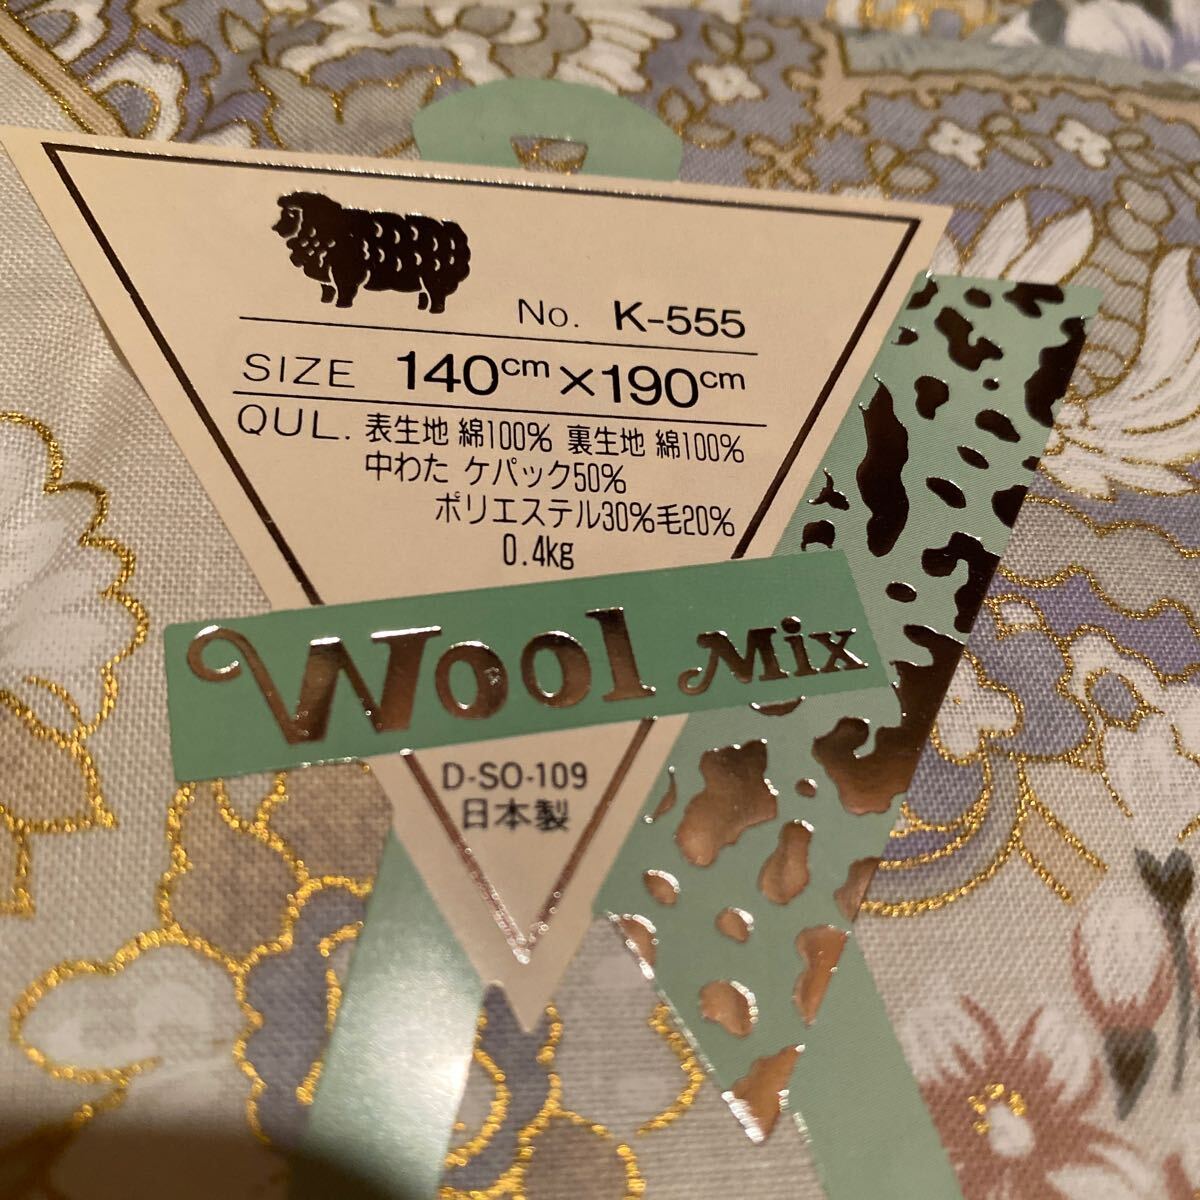 No. K-555
SIZE 140cm×190cm
QUL. 表生地 綿100% 裏生地 綿100%
中わた ケパック50%
ポリエステル30%毛20%
0.4kg
Wool Mix
D-SO-109
日本製